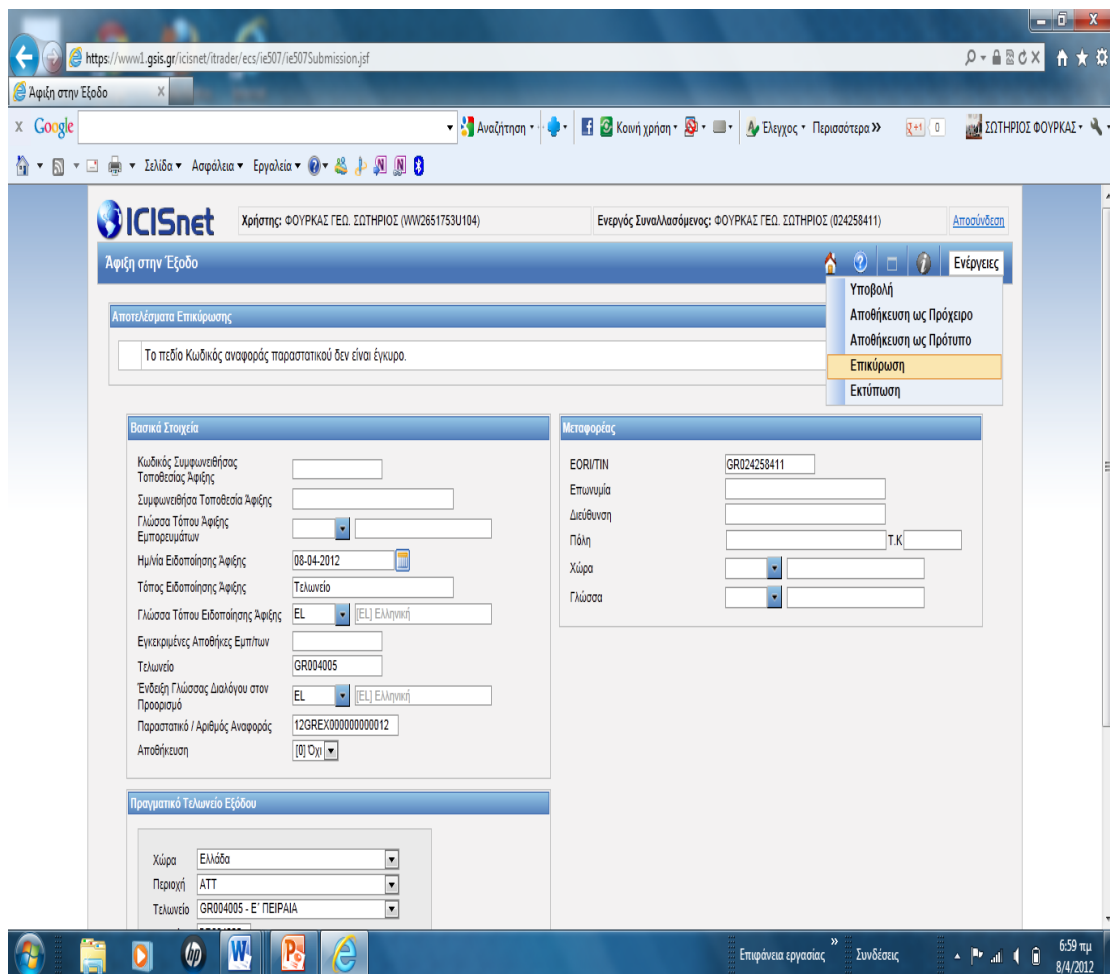 https://www1.gsis.gr/icisnet/itrader/ecs/ie507/ie507Submission.jsf
Άφιξη στην Έξοδο
x Google Αναζήτηση Κοινή χρήση Έλεγχος Περισσότερα » +1 0 ΣΩΤΗΡΙΟΣ ΦΟΥΡΚΑΣ
Σελίδα Ασφάλεια Εργαλεία
ICISnet Χρήστης: ΦΟΥΡΚΑΣ ΓΕΩ. ΣΩΤΗΡΙΟΣ (WW2651753U104) Ενεργός Συναλλασόμενος: ΦΟΥΡΚΑΣ ΓΕΩ. ΣΩΤΗΡΙΟΣ (024258411) Αποσύνδεση
Άφιξη στην Έξοδο Ενέργειες
Υποβολή
Αποθήκευση ως Πρόχειρο
Αποθήκευση ως Πρότυπο
Επικύρωση
Εκτύπωση
Αποτελέσματα Επικύρωσης
Το πεδίο Κωδικός αναφοράς παραστατικού δεν είναι έγκυρο.
Βασικά Στοιχεία
Κωδικός Συμφωνειθήσας
Τοποθεσίας Άφιξης
Συμφωνειθήσα Τοποθεσία Άφιξης
Γλώσσα Τόπου Άφιξης
Εμπορευμάτων
Ημ/νία Ειδοποίησης Άφιξης 08-04-2012
Τόπος Ειδοποίησης Άφιξης Τελωνείο
Γλώσσα Τόπου Ειδοποίησης Άφιξης EL [EL] Ελληνική
Εγκεκριμένες Αποθήκες Εμπ/των
Τελωνείο GR004005
Ένδειξη Γλώσσας Διαλόγου στον
Προορισμό EL [EL] Ελληνική
Παραστατικό / Αριθμός Αναφοράς 12GREX000000000012
Αποθήκευση [0] Όχι
Μεταφορέας
EORI/TIN GR024258411
Επωνυμία
Διεύθυνση
Πόλη Τ.Κ
Χώρα
Γλώσσα
Πραγματικό Τελωνείο Εξόδου
Χώρα Ελλάδα
Περιοχή ΑΤΤ
Τελωνείο GR004005 - Ε' ΠΕΙΡΑΙΑ
Επιφάνεια εργασίας » Συνδέσεις 6:59 πμ
8/4/2012